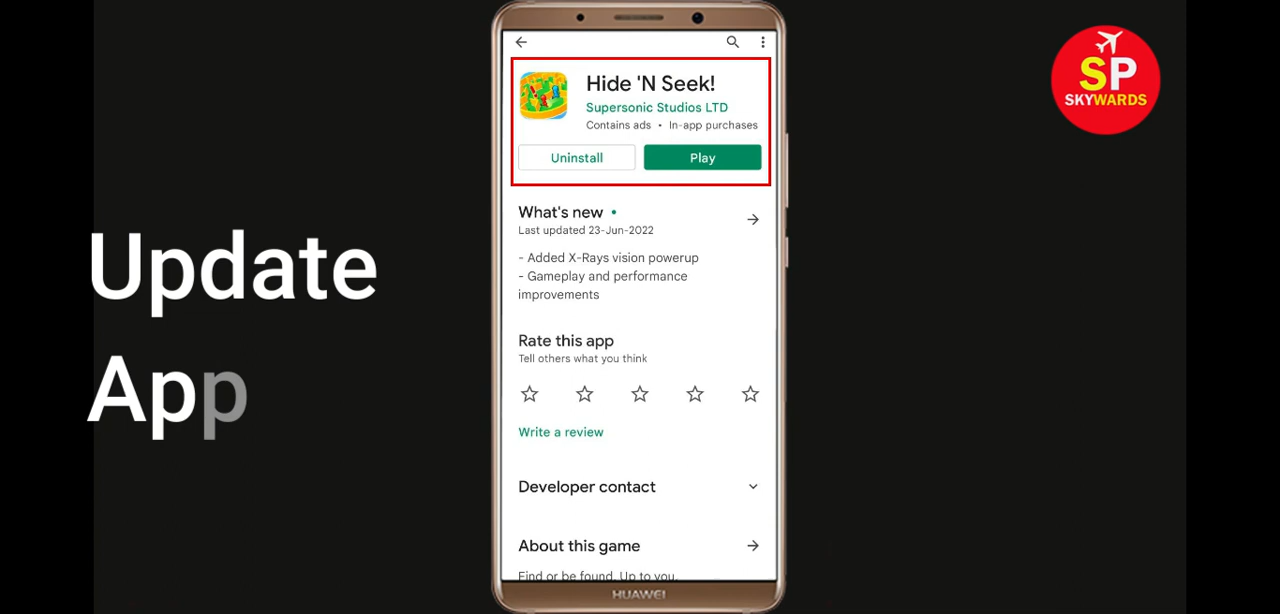 Update
App
Hide 'N Seek!
Supersonic Studios LTD
Contains ads • In-app purchases
Uninstall
Play
What's new •
Last updated 23-Jun-2022
- Added X-Rays vision powerup
- Gameplay and performance
improvements
Rate this app
Tell others what you think
Write a review
Developer contact
About this game
Find or be found. Up to you.
HUAWEI
SP
SKYWARDS